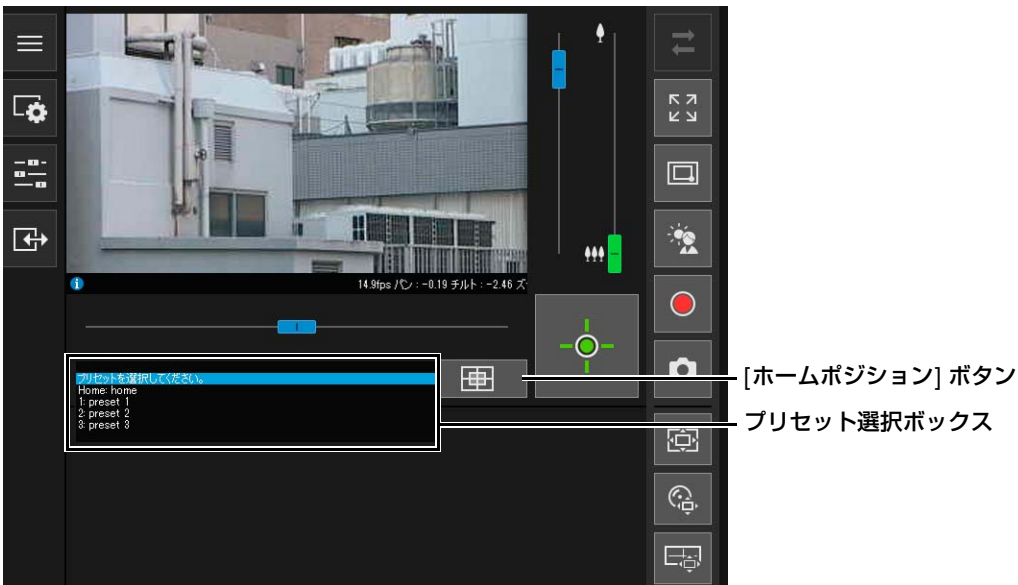 14.9fps パン：-0.19 チルト：-2.46 ズ
プリセットを選択してください。
Home: home
1: preset 1
2: preset 2
3: preset 3
[ホームポジション] ボタン
プリセット選択ボックス